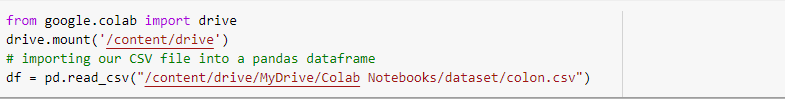 from google.colab import drive
drive.mount('/content/drive')
# importing our CSV file into a pandas dataframe
df = pd.read_csv("/content/drive/MyDrive/Colab Notebooks/dataset/colon.csv")